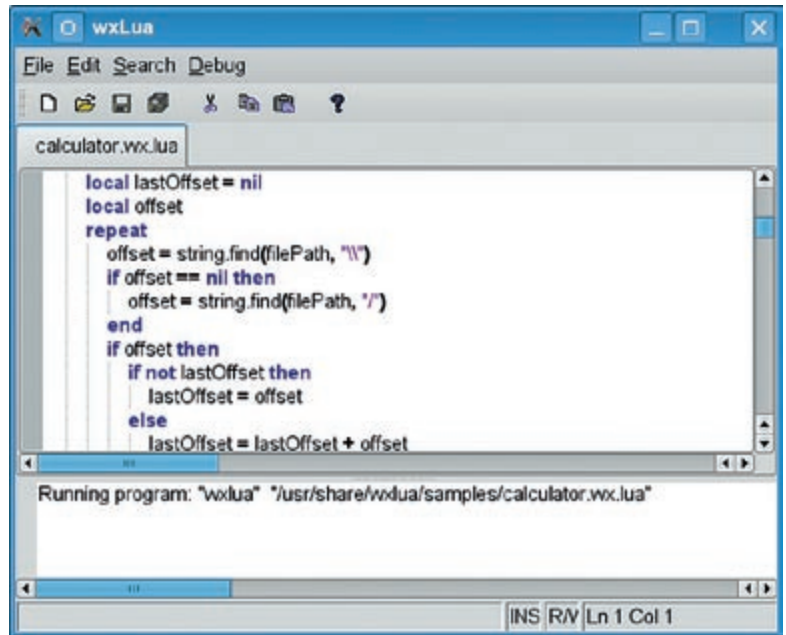 wxLua
File Edit Search Debug
calculator.wx.lua
local lastOffset = nil
local offset
repeat
offset = string.find(filePath, "\\")
if offset == nil then
offset = string.find(filePath, "/")
end
if offset then
if not lastOffset then
lastOffset = offset
else
lastOffset = lastOffset + offset
Running program: "wxlua" "/usr/share/wxlua/samples/calculator.wx.lua"
INS R/W Ln 1 Col 1